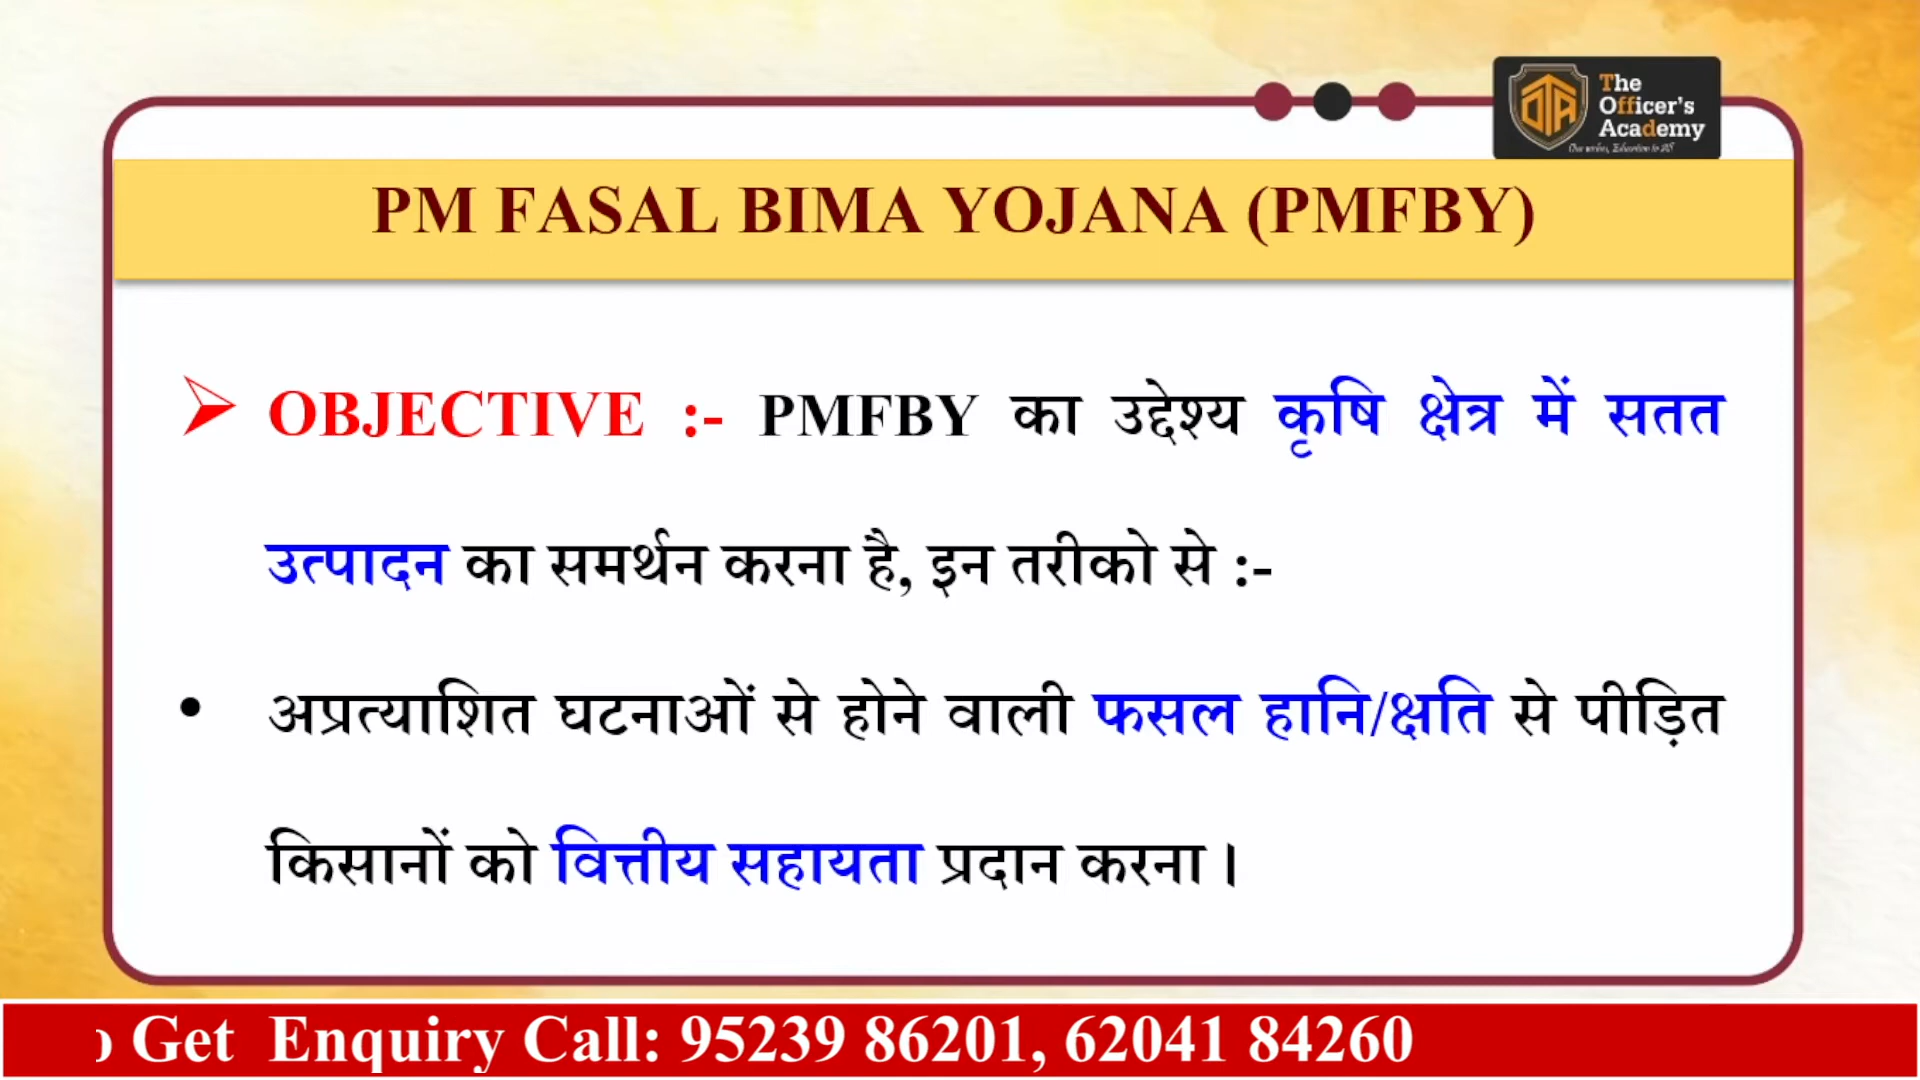 The
Officer's
Academy
PM FASAL BIMA YOJANA (PMFBY)
OBJECTIVE :- PMFBY का उद्देश्य कृषि क्षेत्र में सतत
उत्पादन का समर्थन करना है, इन तरीको से :-
• अप्रत्याशित घटनाओं से होने वाली फसल हानि/क्षति से पीड़ित
किसानों को वित्तीय सहायता प्रदान करना।
Get Enquiry Call: 95239 86201, 62041 84260